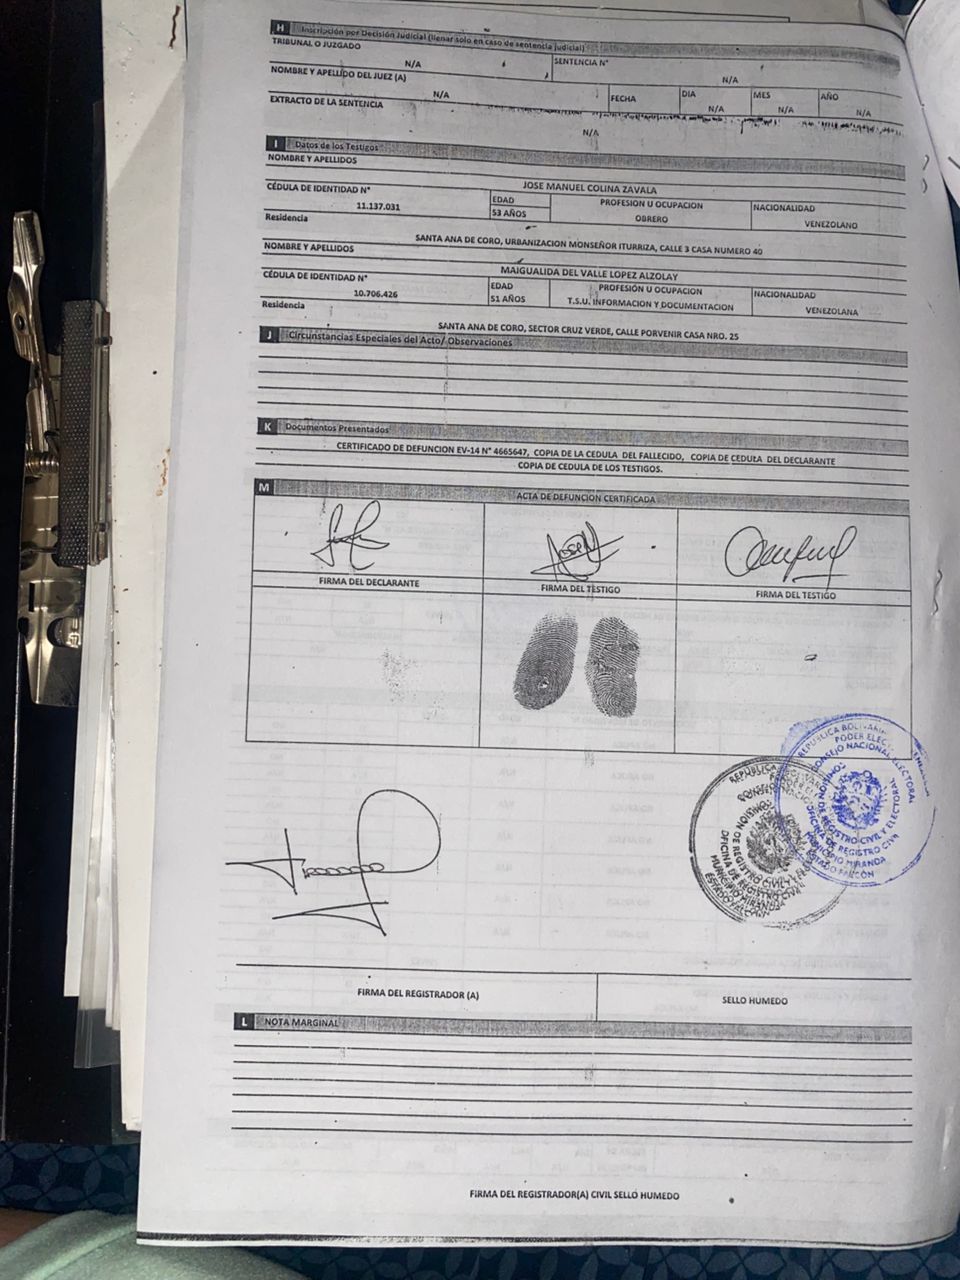 H Inscripción por Decisión Judicial (llenar solo en caso de sentencia judicial)
TRIBUNAL O JUZGADO
SENTENCIA N°
N/A
N/A
NOMBRE Y APELLIDO DEL JUEZ (A)
N/A
FECHA
DIA
N/A
MES
N/A
AÑO
N/A
EXTRACTO DE LA SENTENCIA
N/A
I Datos de los Testigos
NOMBRE Y APELLIDOS
JOSE MANUEL COLINA ZAVALA
CÉDULA DE IDENTIDAD N°
11.137.031
EDAD
53 AÑOS
PROFESION U OCUPACION
OBRERO
NACIONALIDAD
VENEZOLANO
Residencia
SANTA ANA DE CORO, URBANIZACION MONSEÑOR ITURRIZA, CALLE 3 CASA NUMERO 40
NOMBRE Y APELLIDOS
MAIGUALIDA DEL VALLE LOPEZ ALZOLAY
CÉDULA DE IDENTIDAD N°
10.706.426
EDAD
51 AÑOS
PROFESIÓN U OCUPACION
T.S.U. INFORMACION Y DOCUMENTACION
NACIONALIDAD
VENEZOLANA
Residencia
SANTA ANA DE CORO, SECTOR CRUZ VERDE, CALLE PORVENIR CASA NRO. 25
J Circunstancias Especiales del Acto/ Observaciones
K Documentos Presentados
CERTIFICADO DE DEFUNCION EV-14 N° 4665647, COPIA DE LA CEDULA DEL FALLECIDO, COPIA DE CEDULA DEL DECLARANTE
COPIA DE CEDULA DE LOS TESTIGOS.
M ACTA DE DEFUNCION CERTIFICADA
FIRMA DEL DECLARANTE
FIRMA DEL TESTIGO
FIRMA DEL TESTIGO
REPUBLICA BOLIVARIANA
PODER ELECTORAL
CONSEJO NACIONAL ELECTORAL
COMISION DE REGISTRO CIVIL Y ELECTORAL
OFICINA DE REGISTRO CIVIL
MUNICIPIO MIRANDA
ESTADO FALCÓN
OFICINA DE REGISTRO CIVIL
MUNICIPIO MIRANDA
FIRMA DEL REGISTRADOR (A)
SELLO HUMEDO
L NOTA MARGINAL
FIRMA DEL REGISTRADOR(A) CIVIL SELLO HUMEDO